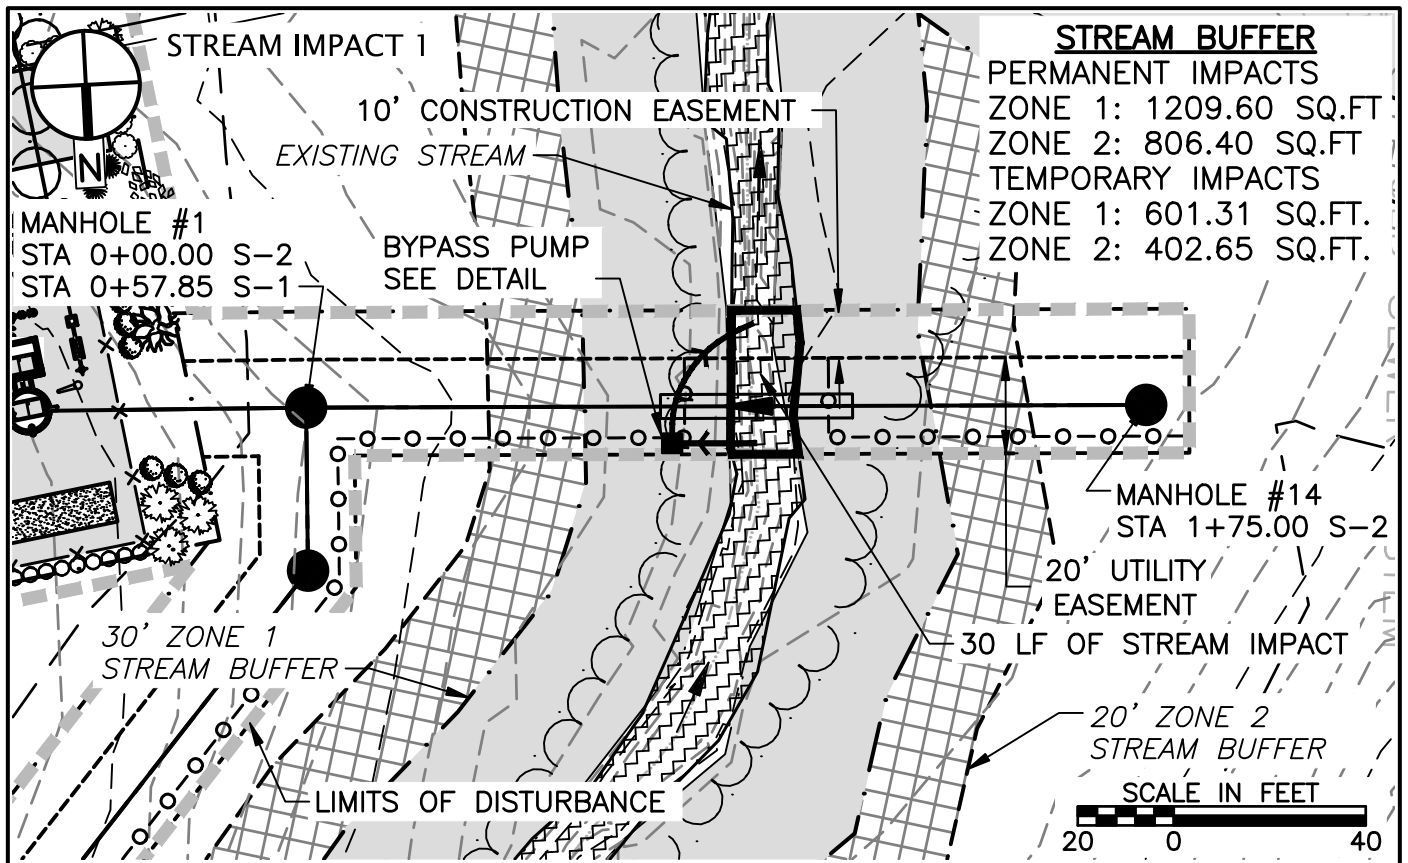 STREAM IMPACT 1
N
STREAM BUFFER
PERMANENT IMPACTS
ZONE 1: 1209.60 SQ.FT
ZONE 2: 806.40 SQ.FT
TEMPORARY IMPACTS
ZONE 1: 601.31 SQ.FT.
ZONE 2: 402.65 SQ.FT.
10' CONSTRUCTION EASEMENT
EXISTING STREAM
MANHOLE #1
STA 0+00.00 S-2
STA 0+57.85 S-1
BYPASS PUMP
SEE DETAIL
MANHOLE #14
STA 1+75.00 S-2
20' UTILITY
EASEMENT
30 LF OF STREAM IMPACT
30' ZONE 1
STREAM BUFFER
20' ZONE 2
STREAM BUFFER
LIMITS OF DISTURBANCE
SCALE IN FEET
20 0 40